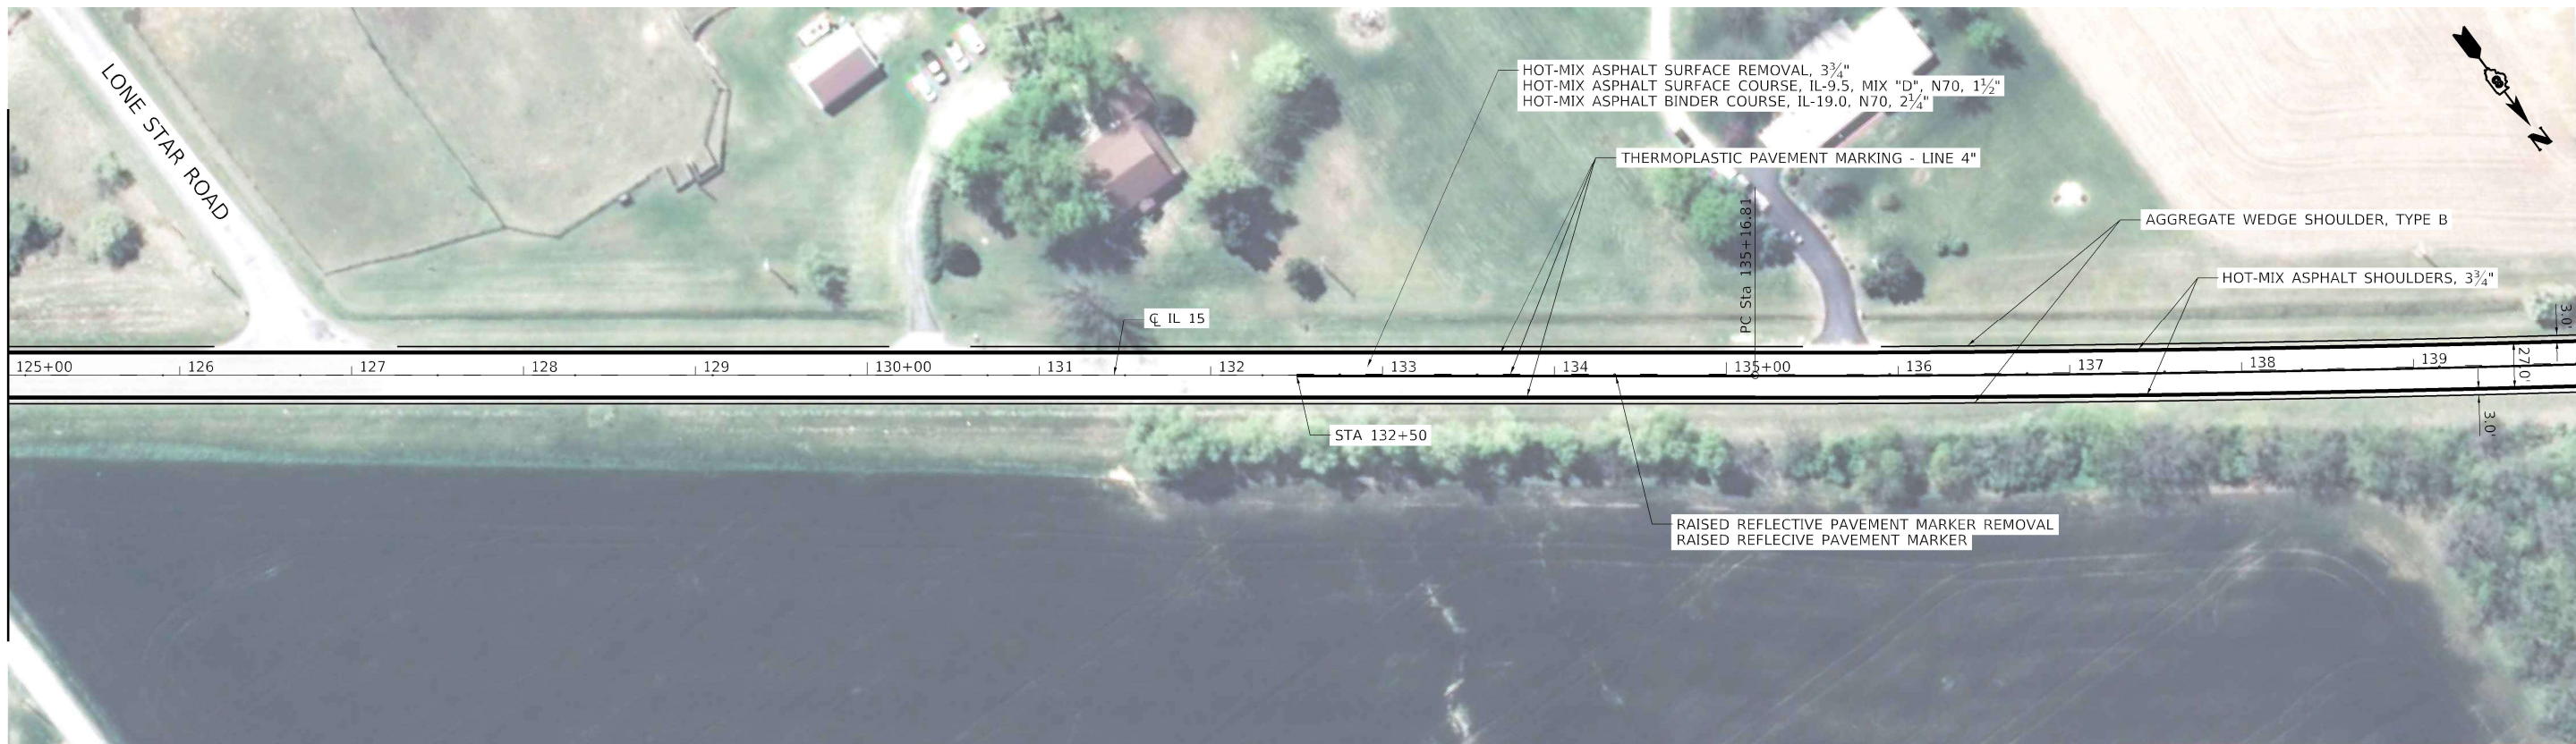 LONE STAR ROAD
HOT-MIX ASPHALT SURFACE REMOVAL, 3¾"
HOT-MIX ASPHALT SURFACE COURSE, IL-9.5, MIX "D", N70, 1½"
HOT-MIX ASPHALT BINDER COURSE, IL-19.0, N70, 2¼"
N
THERMOPLASTIC PAVEMENT MARKING - LINE 4"
AGGREGATE WEDGE SHOULDER, TYPE B
PC Sta 135+16.81
HOT-MIX ASPHALT SHOULDERS, 3¾"
℄ IL 15
3.0'
125+00
126
127
128
129
130+00
131
132
133
134
135+00
136
137
138
139
27.0'
3.0'
STA 132+50
RAISED REFLECTIVE PAVEMENT MARKER REMOVAL
RAISED REFLECIVE PAVEMENT MARKER